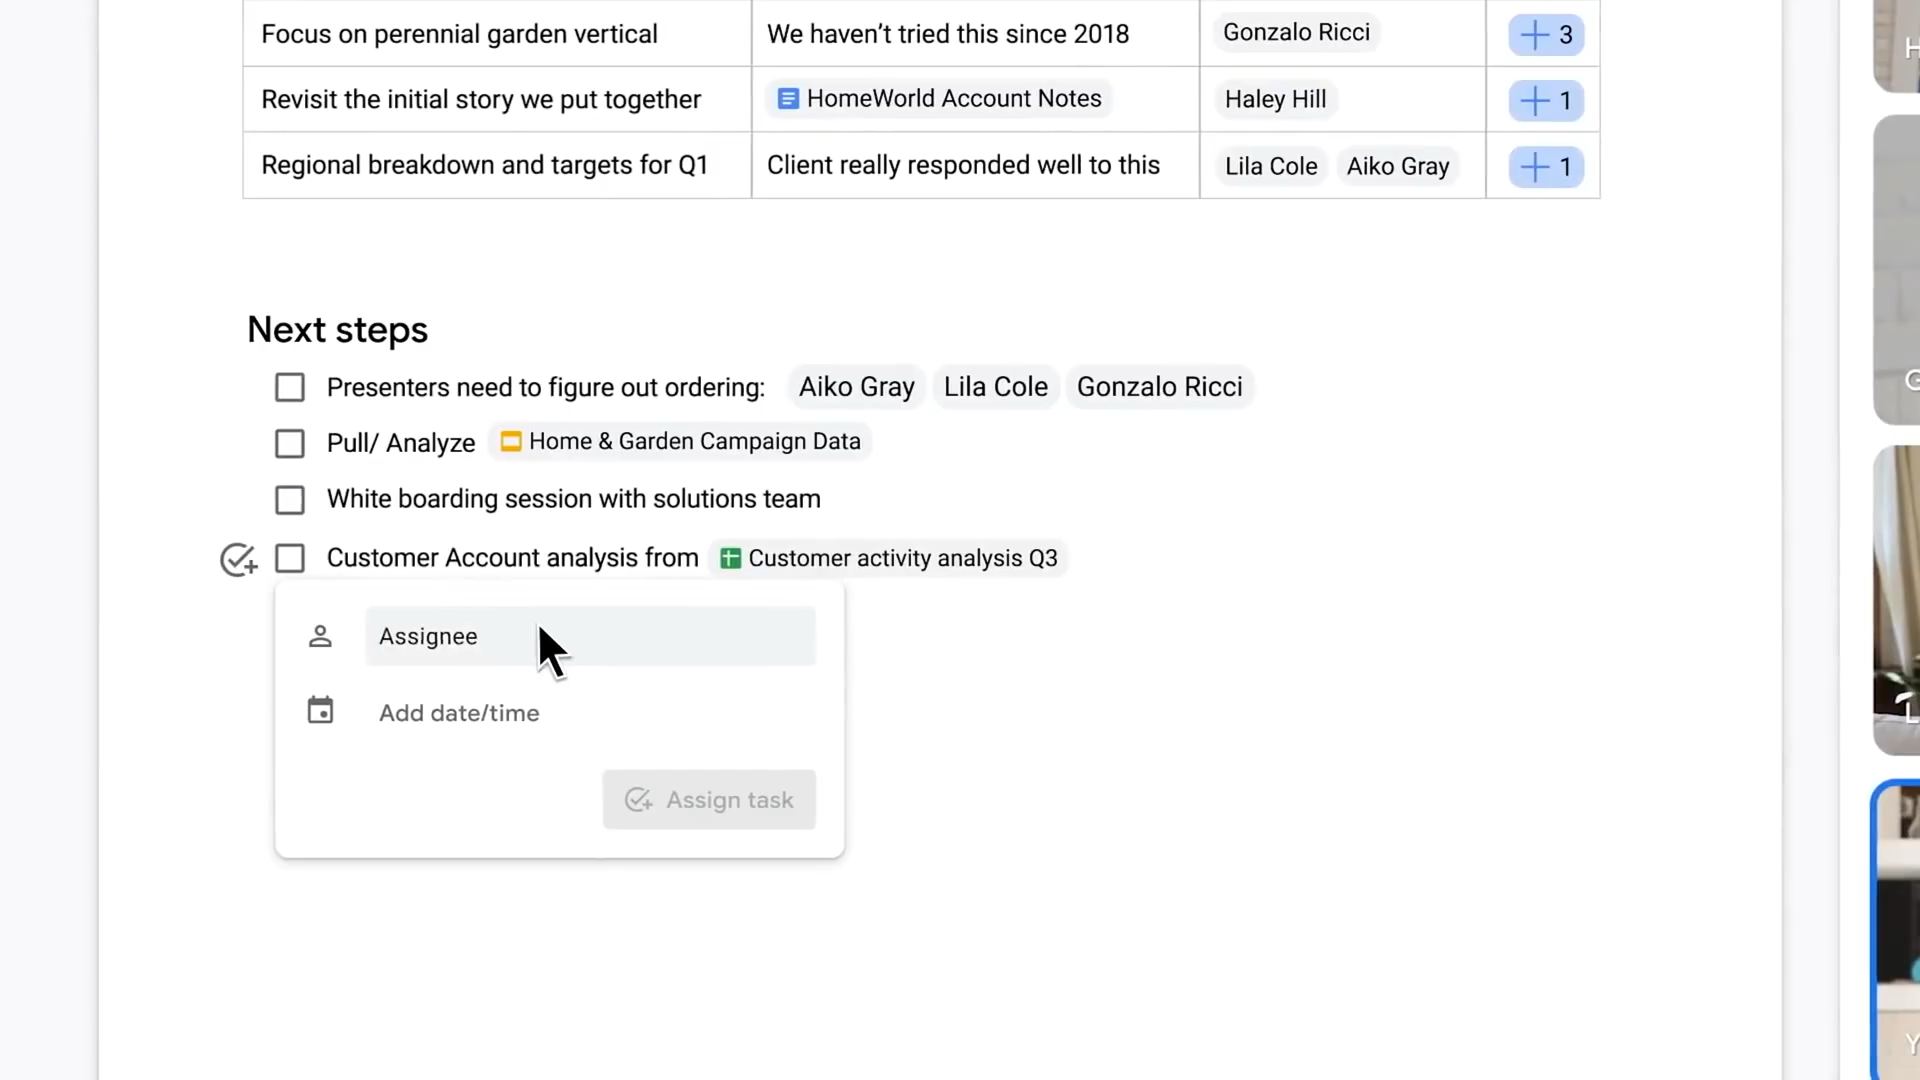 Focus on perennial garden vertical We haven’t tried this since 2018 Gonzalo Ricci + 3
Revisit the initial story we put together HomeWorld Account Notes Haley Hill + 1
Regional breakdown and targets for Q1 Client really responded well to this Lila Cole Aiko Gray + 1
Next steps
Presenters need to figure out ordering: Aiko Gray Lila Cole Gonzalo Ricci
Pull/ Analyze Home & Garden Campaign Data
White boarding session with solutions team
Customer Account analysis from Customer activity analysis Q3
Assignee
Add date/time
Assign task